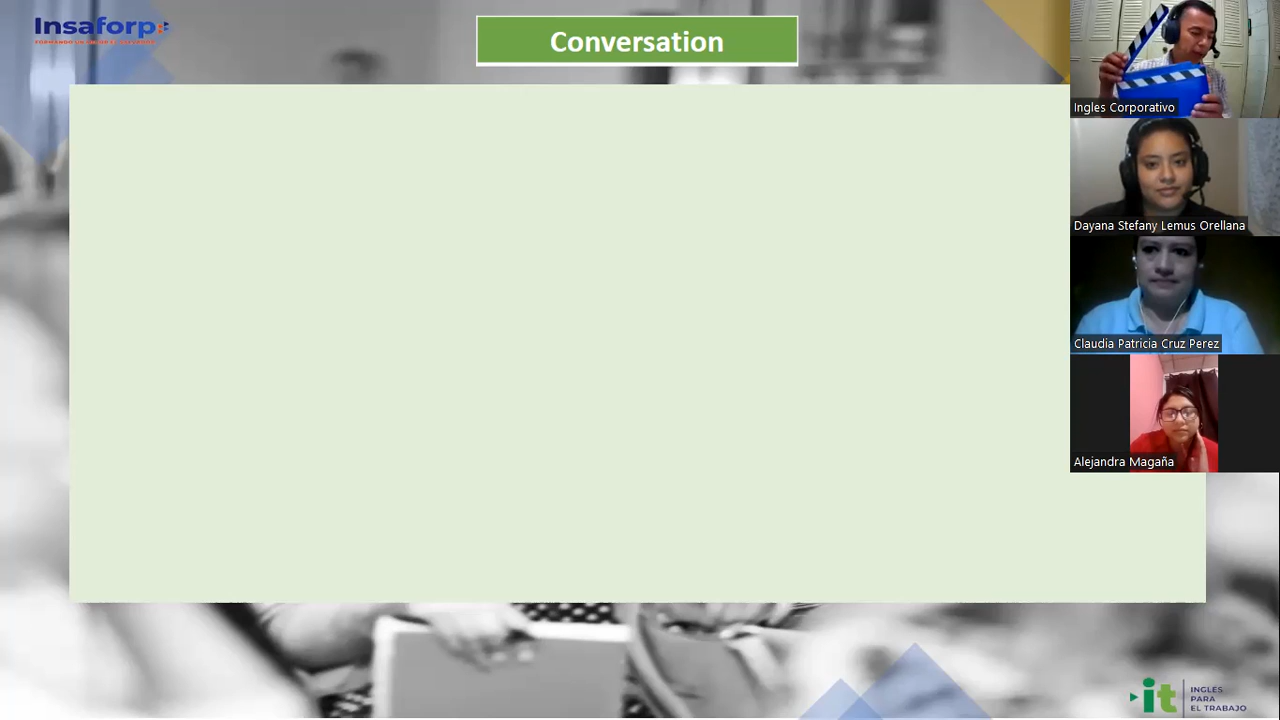 Insaforp
Conversation
Ingles Corporativo
Dayana Stefany Lemus Orellana
Claudia Patricia Cruz Perez
Alejandra Magaña
it
INGLES
PARA
EL TRABAJO